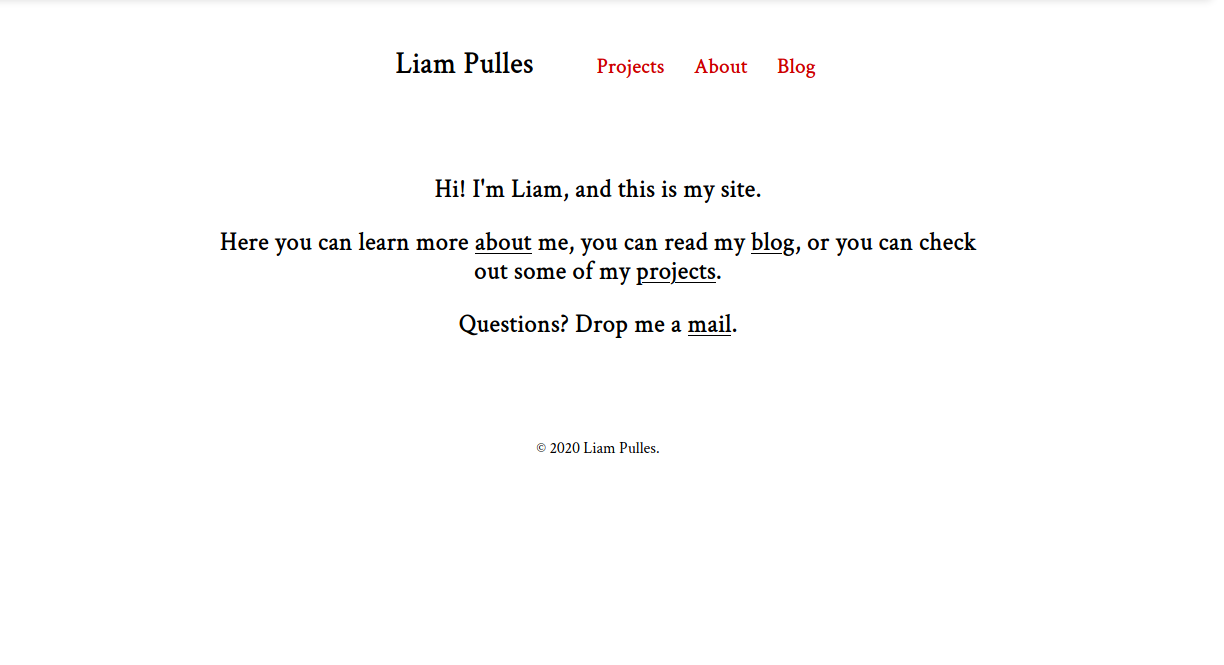 Liam Pulles Projects About Blog
Hi! I'm Liam, and this is my site.
Here you can learn more about me, you can read my blog, or you can check
out some of my projects.
Questions? Drop me a mail.
© 2020 Liam Pulles.